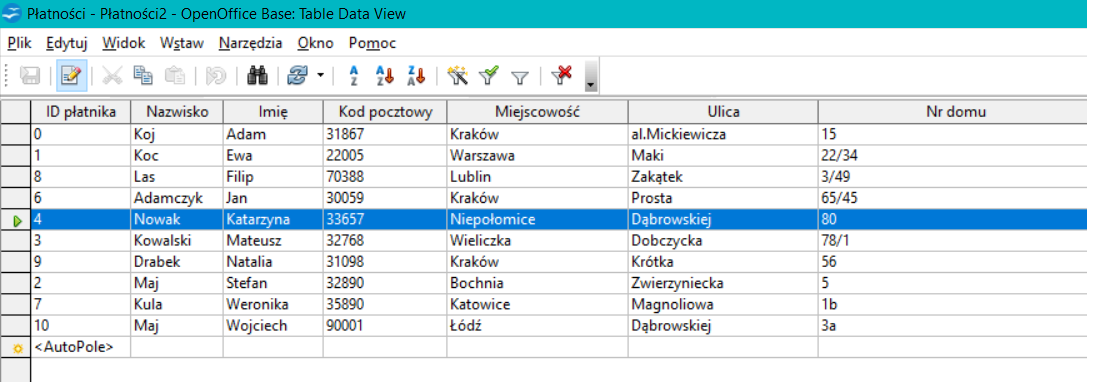 Płatności - Płatności2 - OpenOffice Base: Table Data View
Plik Edytuj Widok Wstaw Narzędzia Okno Pomoc
ID płatnika Nazwisko Imię Kod pocztowy Miejscowość Ulica Nr domu
0 Koj Adam 31867 Kraków al.Mickiewicza 15
1 Koc Ewa 22005 Warszawa Maki 22/34
8 Las Filip 70388 Lublin Zakątek 3/49
6 Adamczyk Jan 30059 Kraków Prosta 65/45
4 Nowak Katarzyna 33657 Niepołomice Dąbrowskiej 80
3 Kowalski Mateusz 32768 Wieliczka Dobczycka 78/1
9 Drabek Natalia 31098 Kraków Krótka 56
2 Maj Stefan 32890 Bochnia Zwierzyniecka 5
7 Kula Weronika 35890 Katowice Magnoliowa 1b
10 Maj Wojciech 90001 Łódź Dąbrowskiej 3a
<AutoPole>